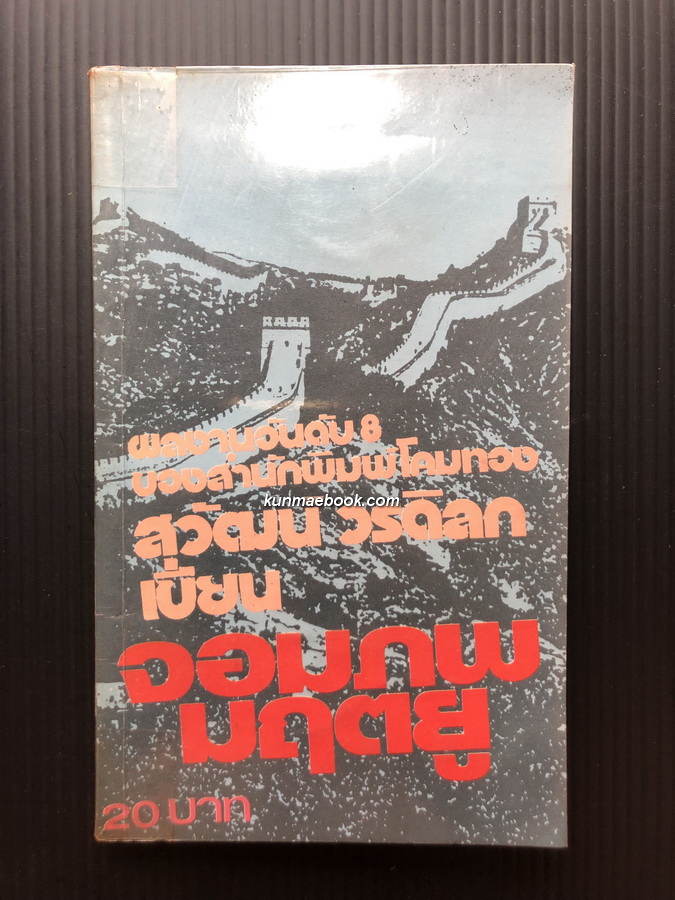 ผลงานอันดับ 8
ของสำนักพิมพ์โคมทอง
kunmaebook.com
สุวัฒน์ วรดิลก
เขียน
จอมภพ
มฤตยู
20 บาท